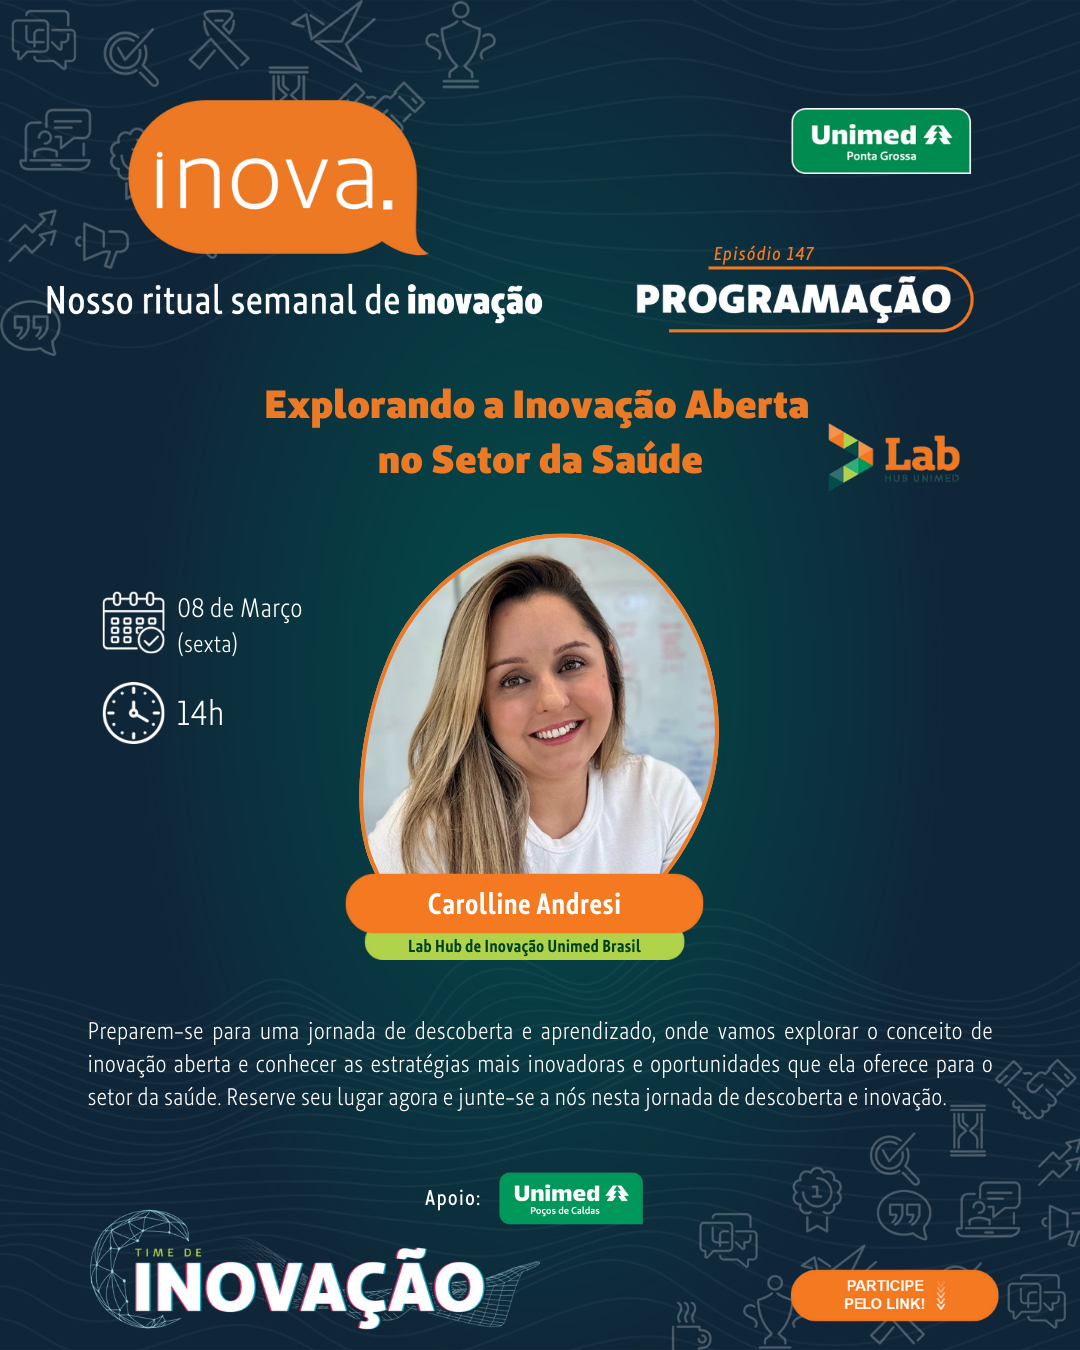 inova.
Unimed
Ponta Grossa
Nosso ritual semanal de inovação
Episódio 147
PROGRAMAÇÃO
Explorando a Inovação Aberta
no Setor da Saúde
Lab
HUB UNIMED
08 de Março
(sexta)
14h
Carolline Andresi
Lab Hub de Inovação Unimed Brasil
Preparem-se para uma jornada de descoberta e aprendizado, onde vamos explorar o conceito de
inovação aberta e conhecer as estratégias mais inovadoras e oportunidades que ela oferece para o
setor da saúde. Reserve seu lugar agora e junte-se a nós nesta jornada de descoberta e inovação.
Apoio:
Unimed
Poços de Caldas
TIME DE
INOVAÇÃO
1
PARTICIPE
PELO LINK!